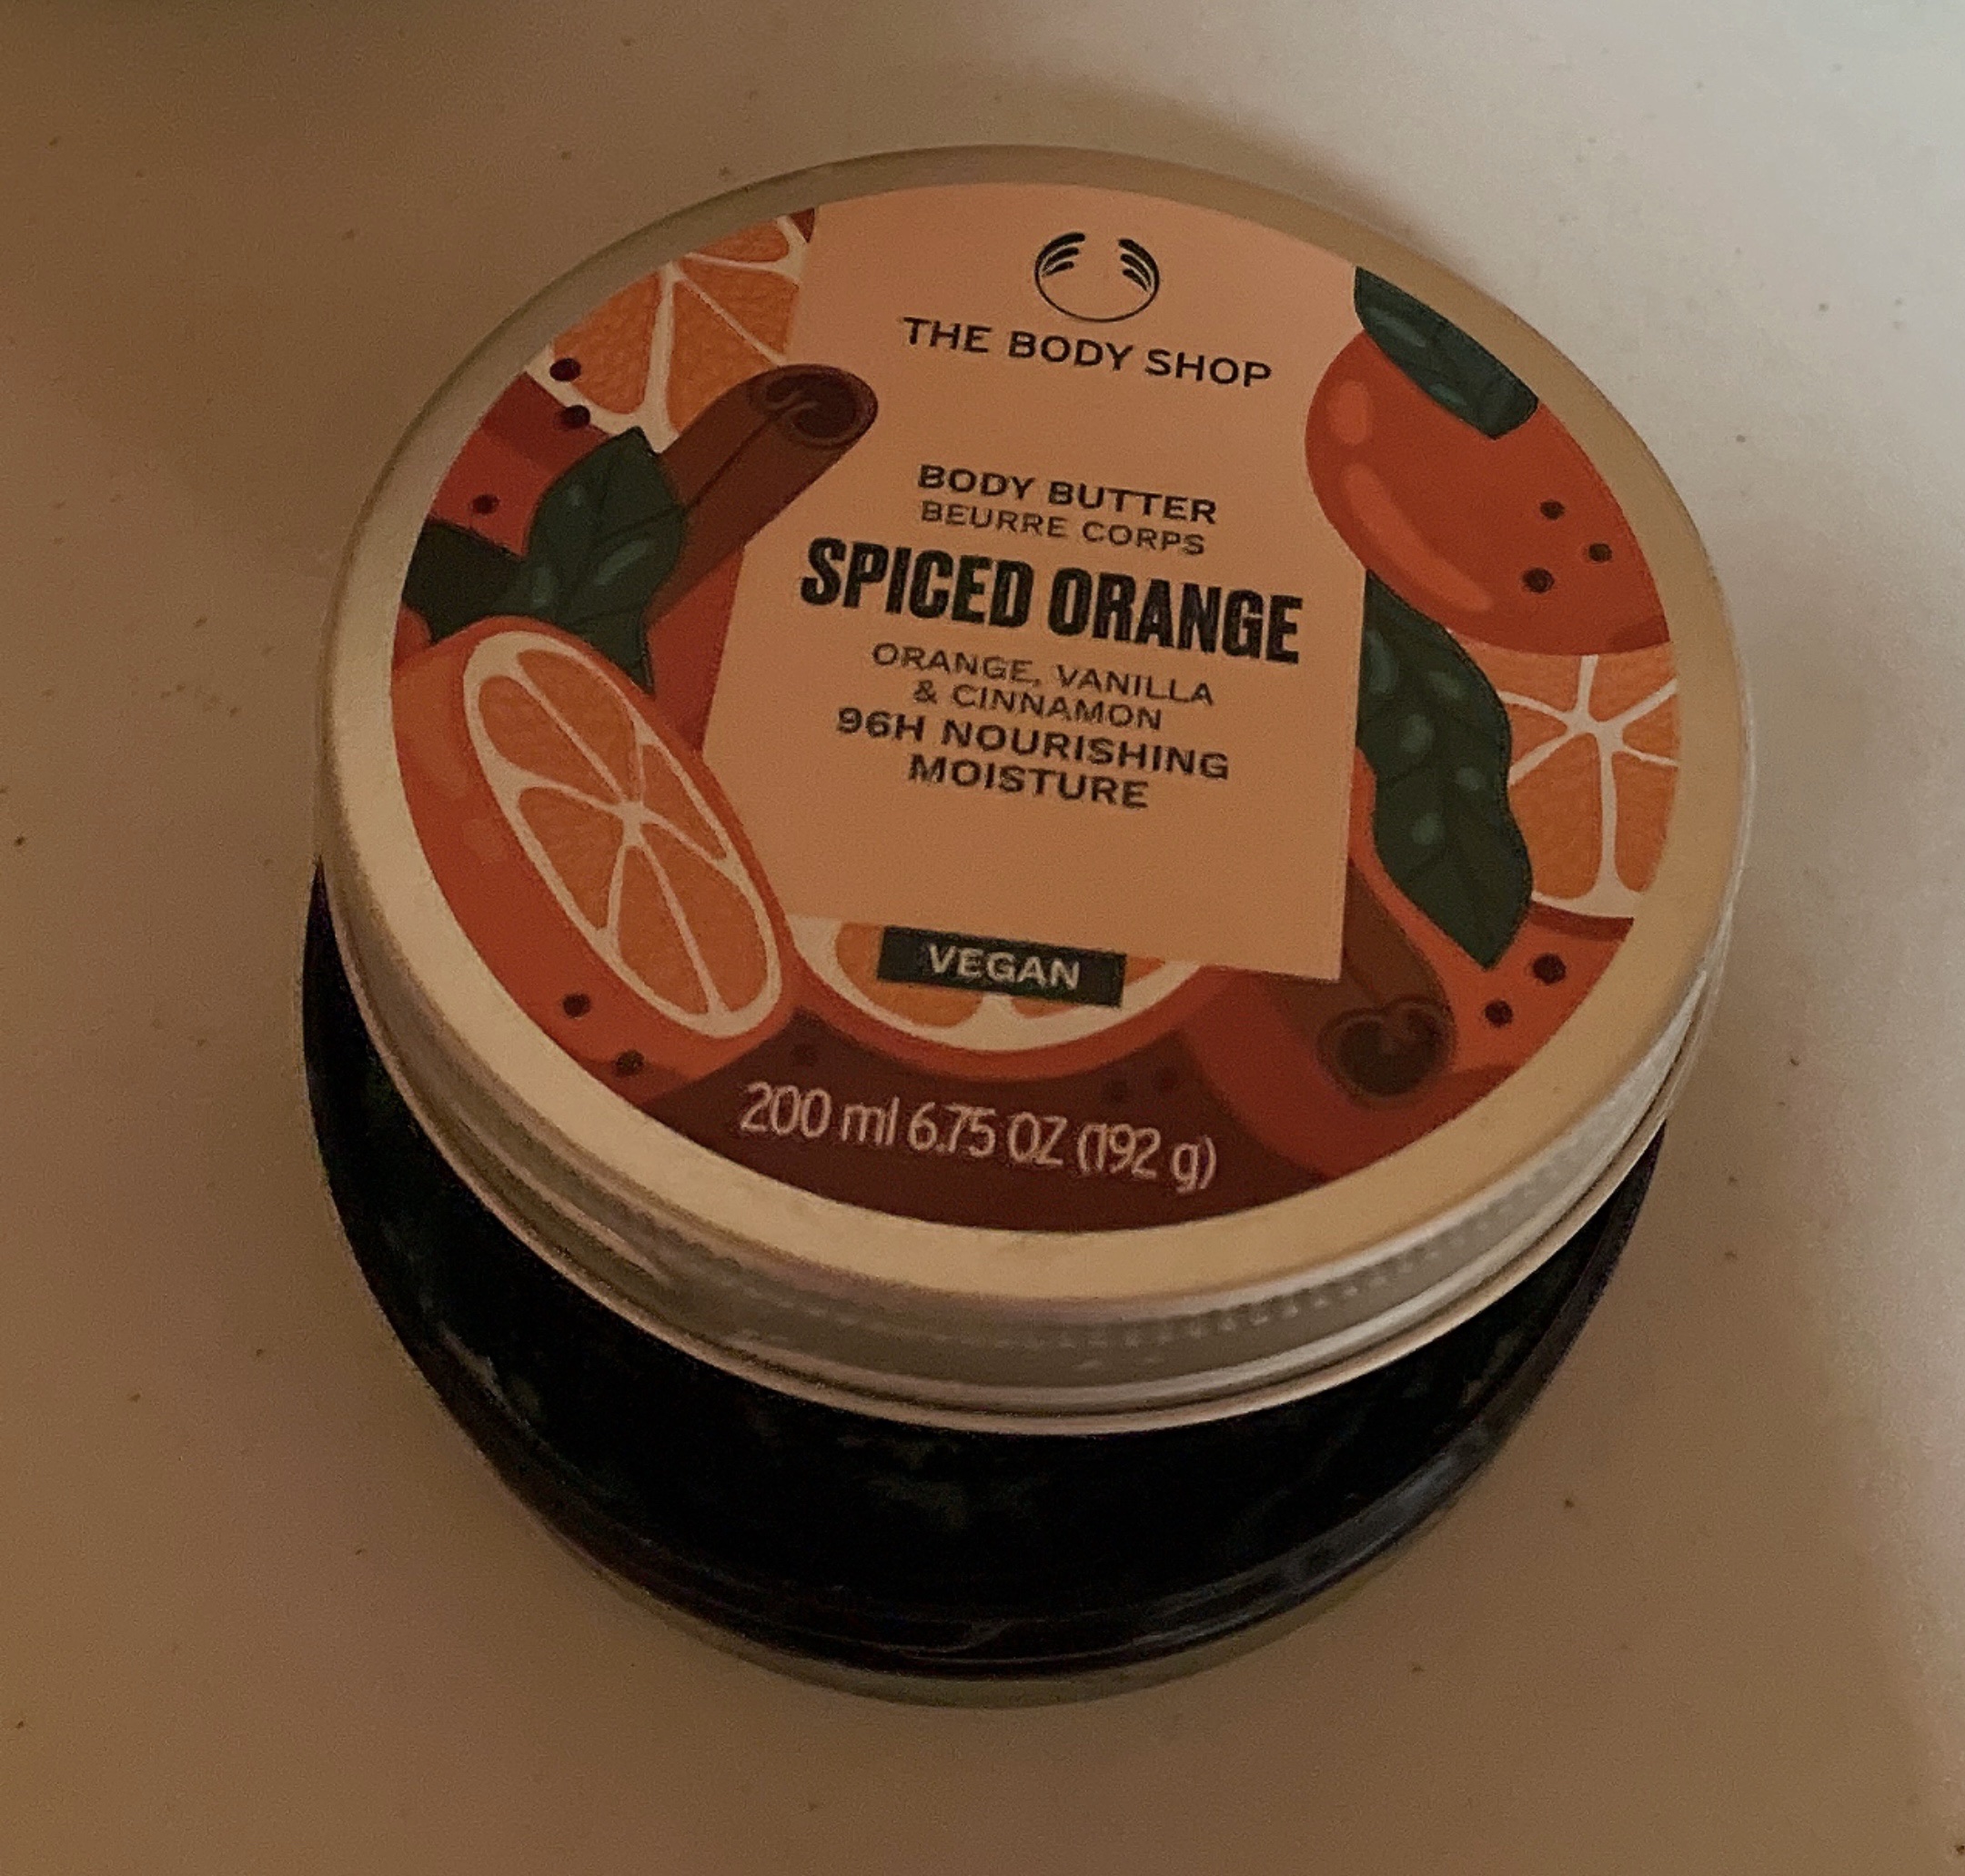 THE BODY SHOP
BODY BUTTER
BEURRE CORPS
SPICED ORANGE
ORANGE, VANILLA
& CINNAMON
96H NOURISHING
MOISTURE
VEGAN
200 ml 6.75 OZ (192 g)